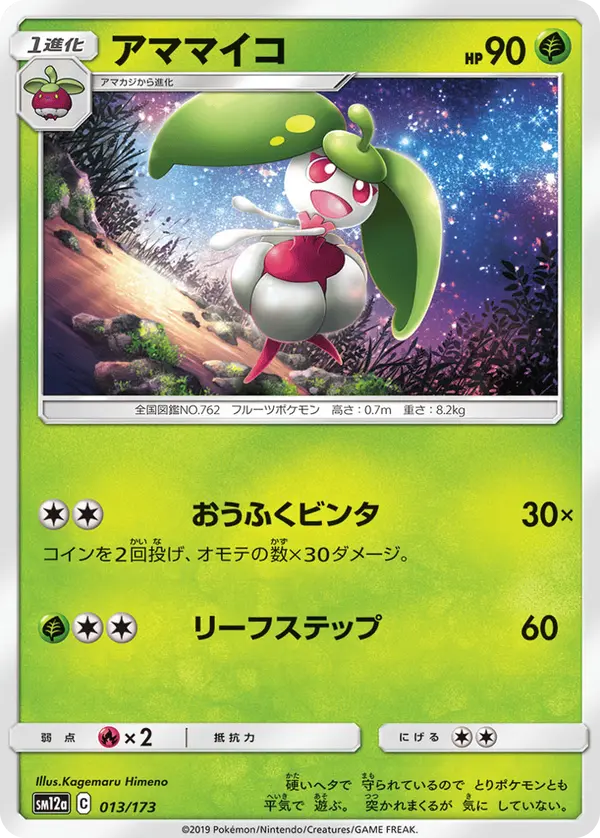 1進化
アママイコ
HP90
アマカジから進化
全国図鑑NO.762 フルーツポケモン 高さ:0.7m 重さ:8.2kg
おうふくビンタ 30×
コインを2回投げ、オモテの数×30ダメージ。
リーフステップ 60
弱点 ×2 抵抗力 にげる
Illus.Kagemaru Himeno
sm12a C 013/173
硬いヘタで 守られているので とりポケモンとも
平気で 遊ぶ。 突かれまくるが 気に していない。
©2019 Pokémon/Nintendo/Creatures/GAME FREAK.